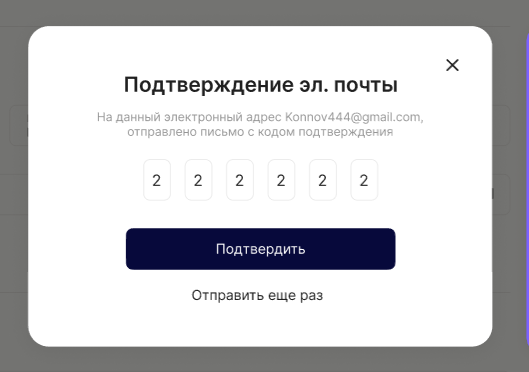 Подтверждение эл. почты
На данный электронный адрес Konnov444@gmail.com,
отправлено письмо с кодом подтверждения
2 2 2 2 2 2
Подтвердить
Отправить еще раз